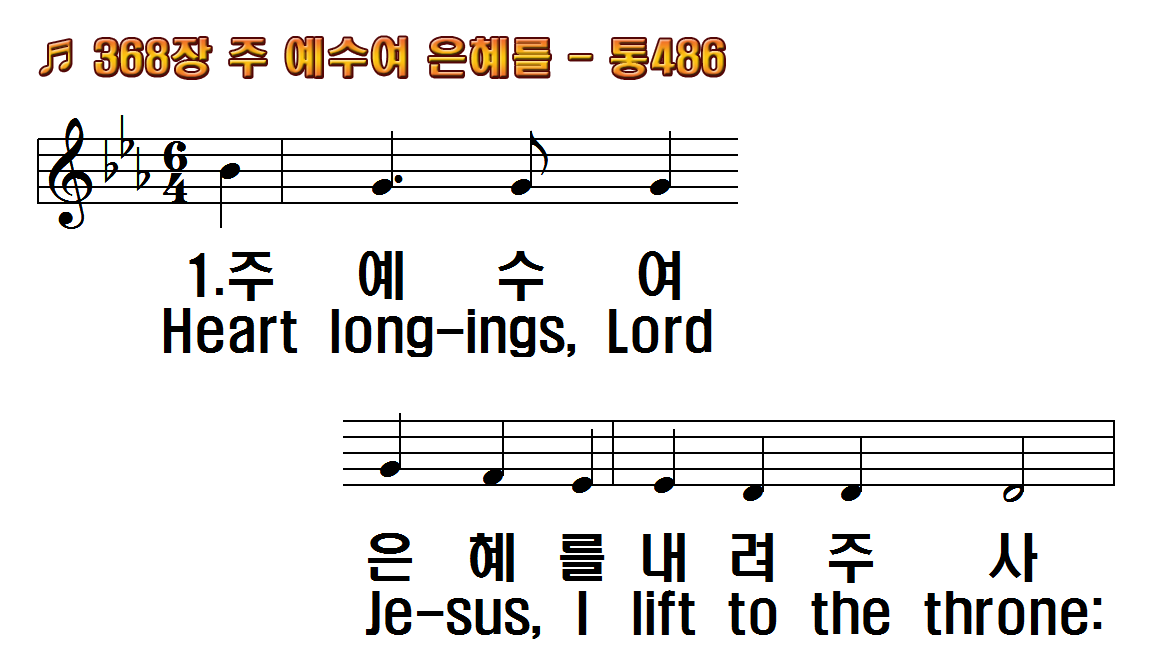 ♬ 368장 주 예수여 은혜를 - 통486
6
4
1.주 예 수 여
Heart long-ings, Lord
은 혜 를 내 려 주 사
Je-sus, I lift to the throne: